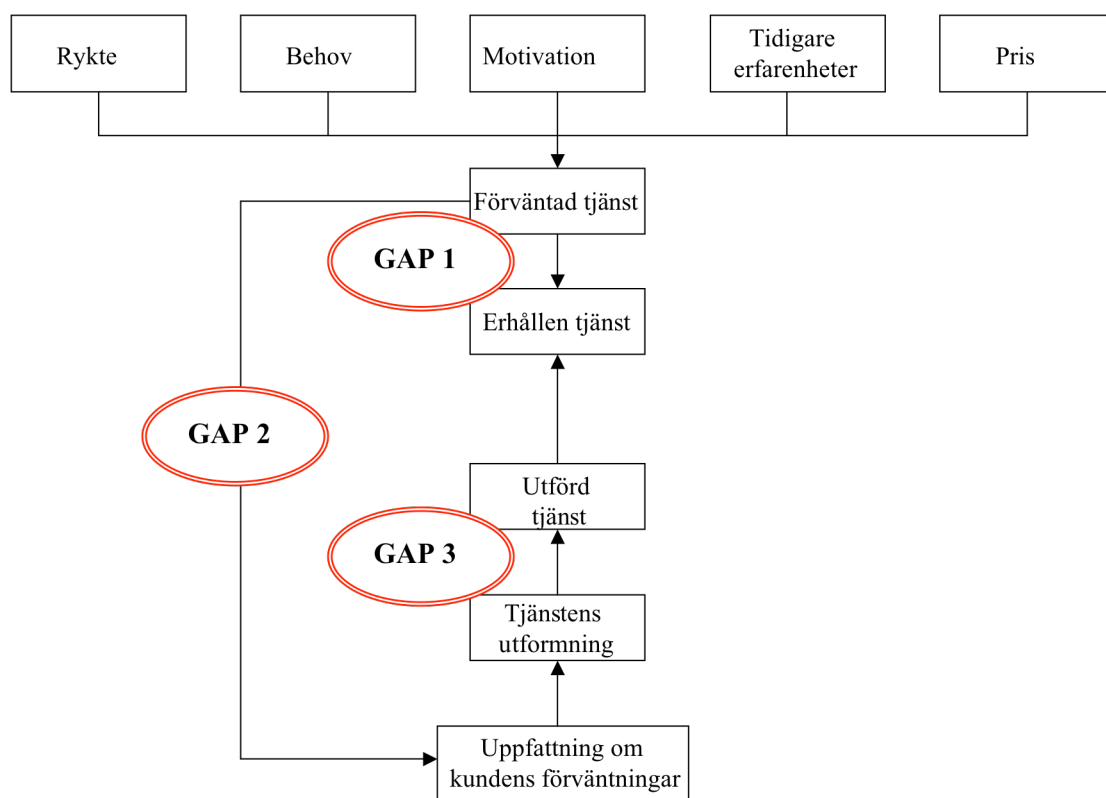 Rykte
Behov
Motivation
Tidigare
erfarenheter
Pris
Förväntad tjänst
GAP 1
Erhållen tjänst
GAP 2
Utförd
tjänst
GAP 3
Tjänstens
utformning
Uppfattning om
kundens förväntningar